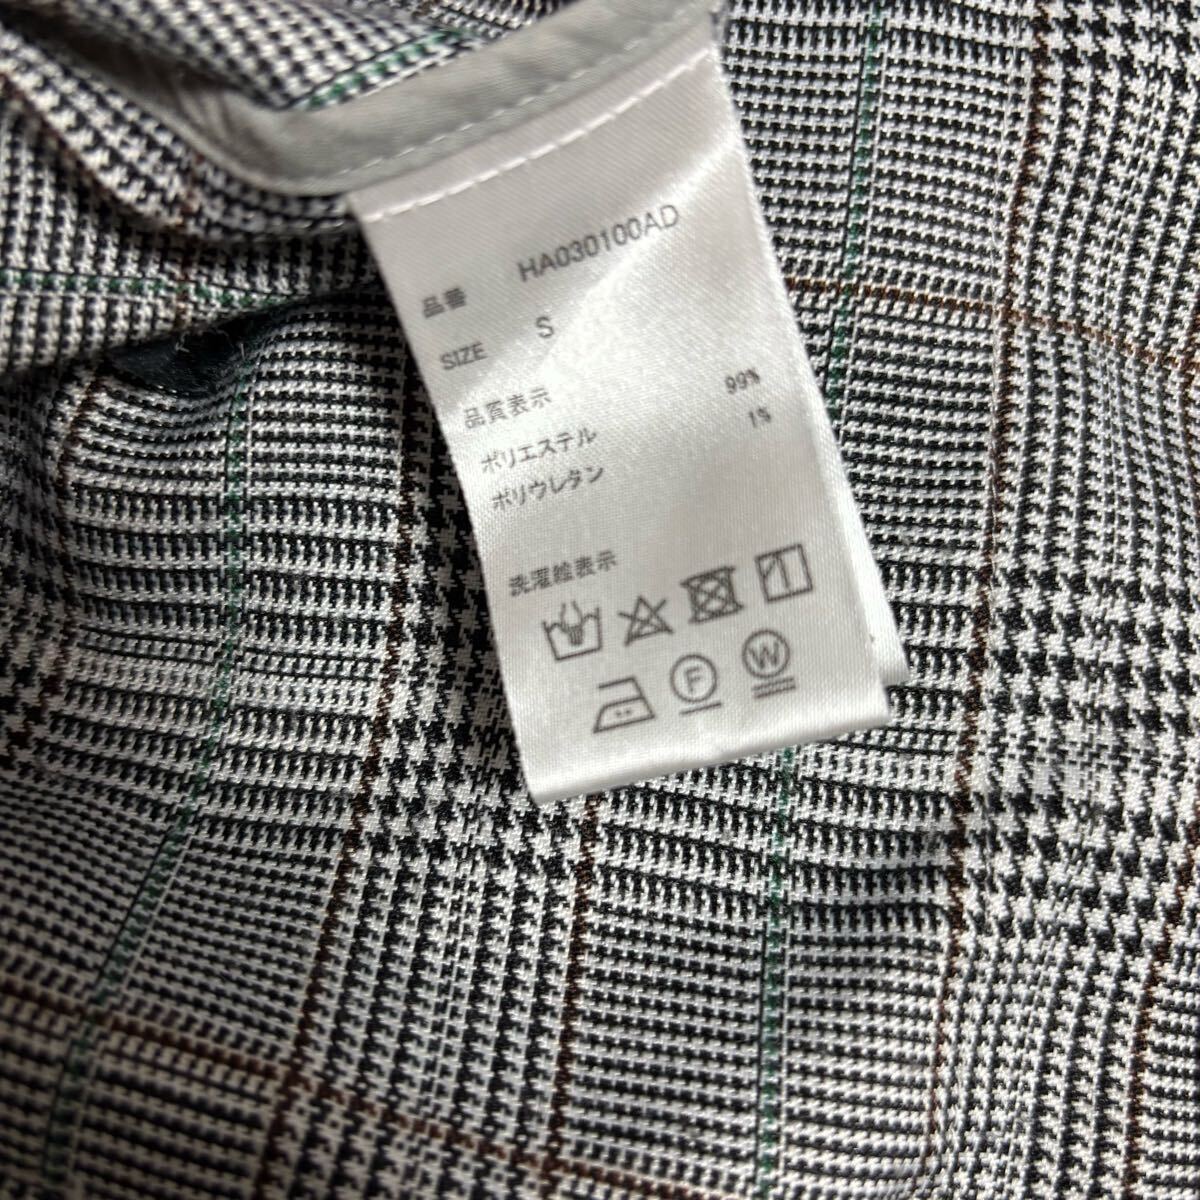 品番 HA030100AD
SIZE S
品質表示
ポリエステル 99%
ポリウレタン 1%
洗濯絵表示
F W